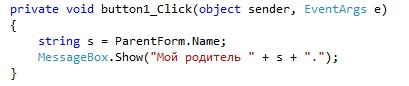 private void button1_Click(object sender, EventArgs e)
{
    string s = ParentForm.Name;
    MessageBox.Show("Мой родитель " + s + ".");
}